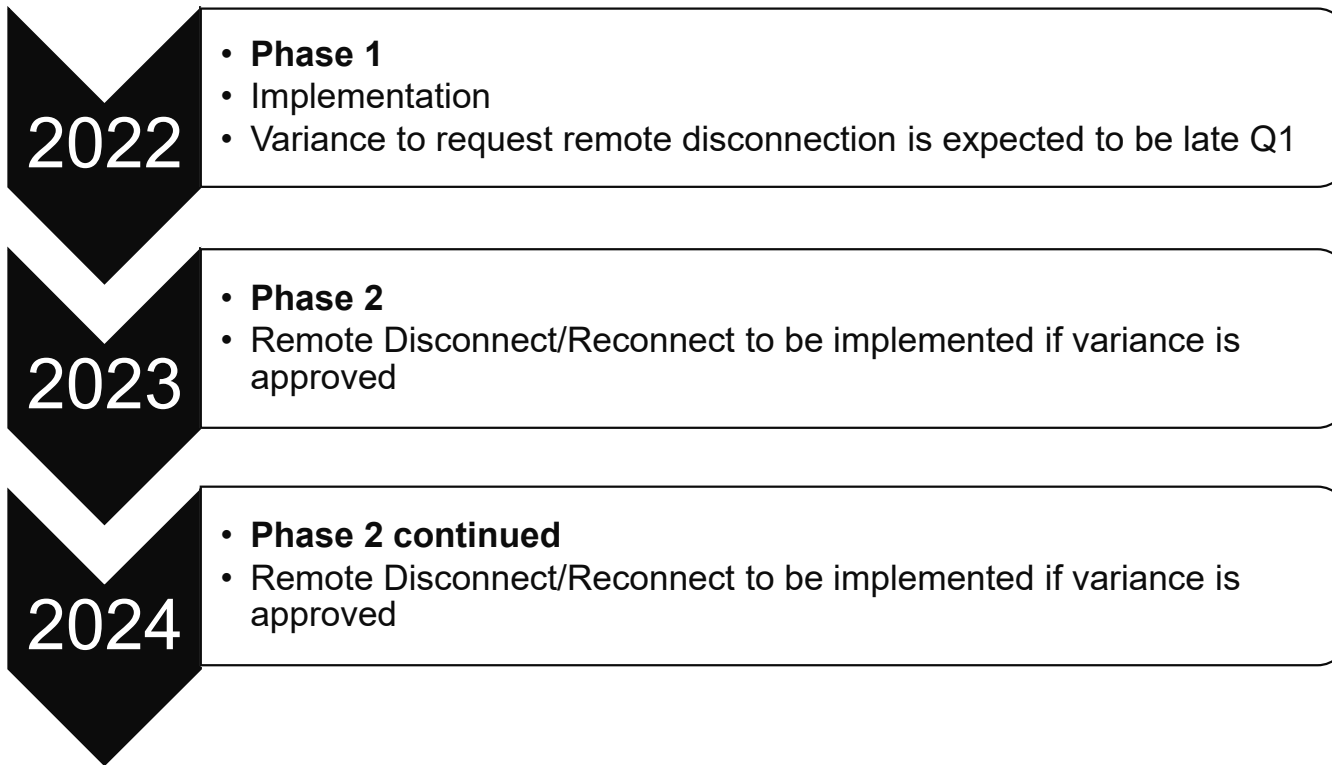 2022
• Phase 1
• Implementation
• Variance to request remote disconnection is expected to be late Q1
2023
• Phase 2
• Remote Disconnect/Reconnect to be implemented if variance is
approved
2024
• Phase 2 continued
• Remote Disconnect/Reconnect to be implemented if variance is
approved